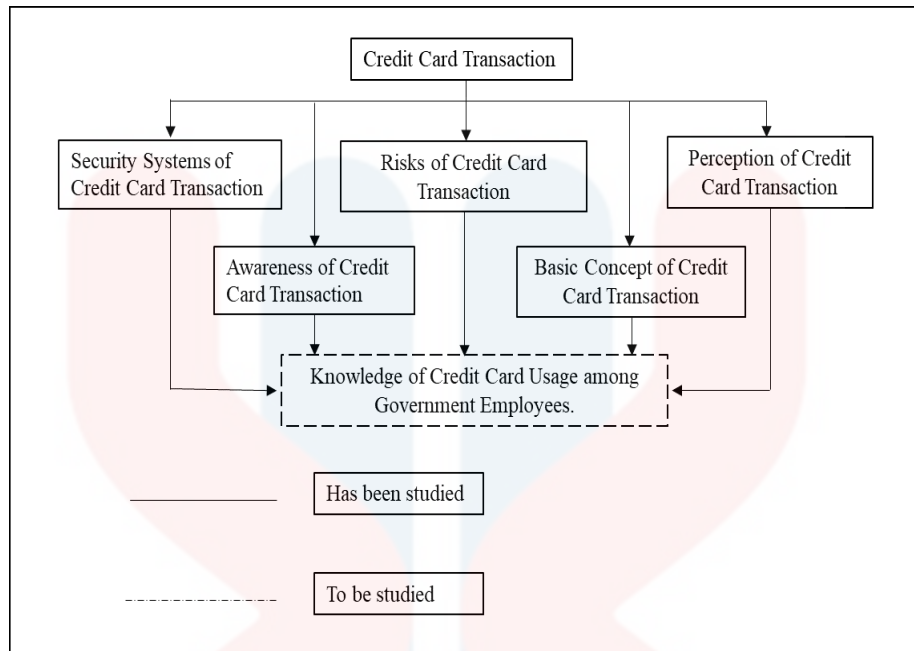 Credit Card Transaction
Security Systems of
Credit Card Transaction
Risks of Credit Card
Transaction
Perception of Credit
Card Transaction
Awareness of Credit
Card Transaction
Basic Concept of Credit
Card Transaction
Knowledge of Credit Card Usage among
Government Employees.
Has been studied
To be studied